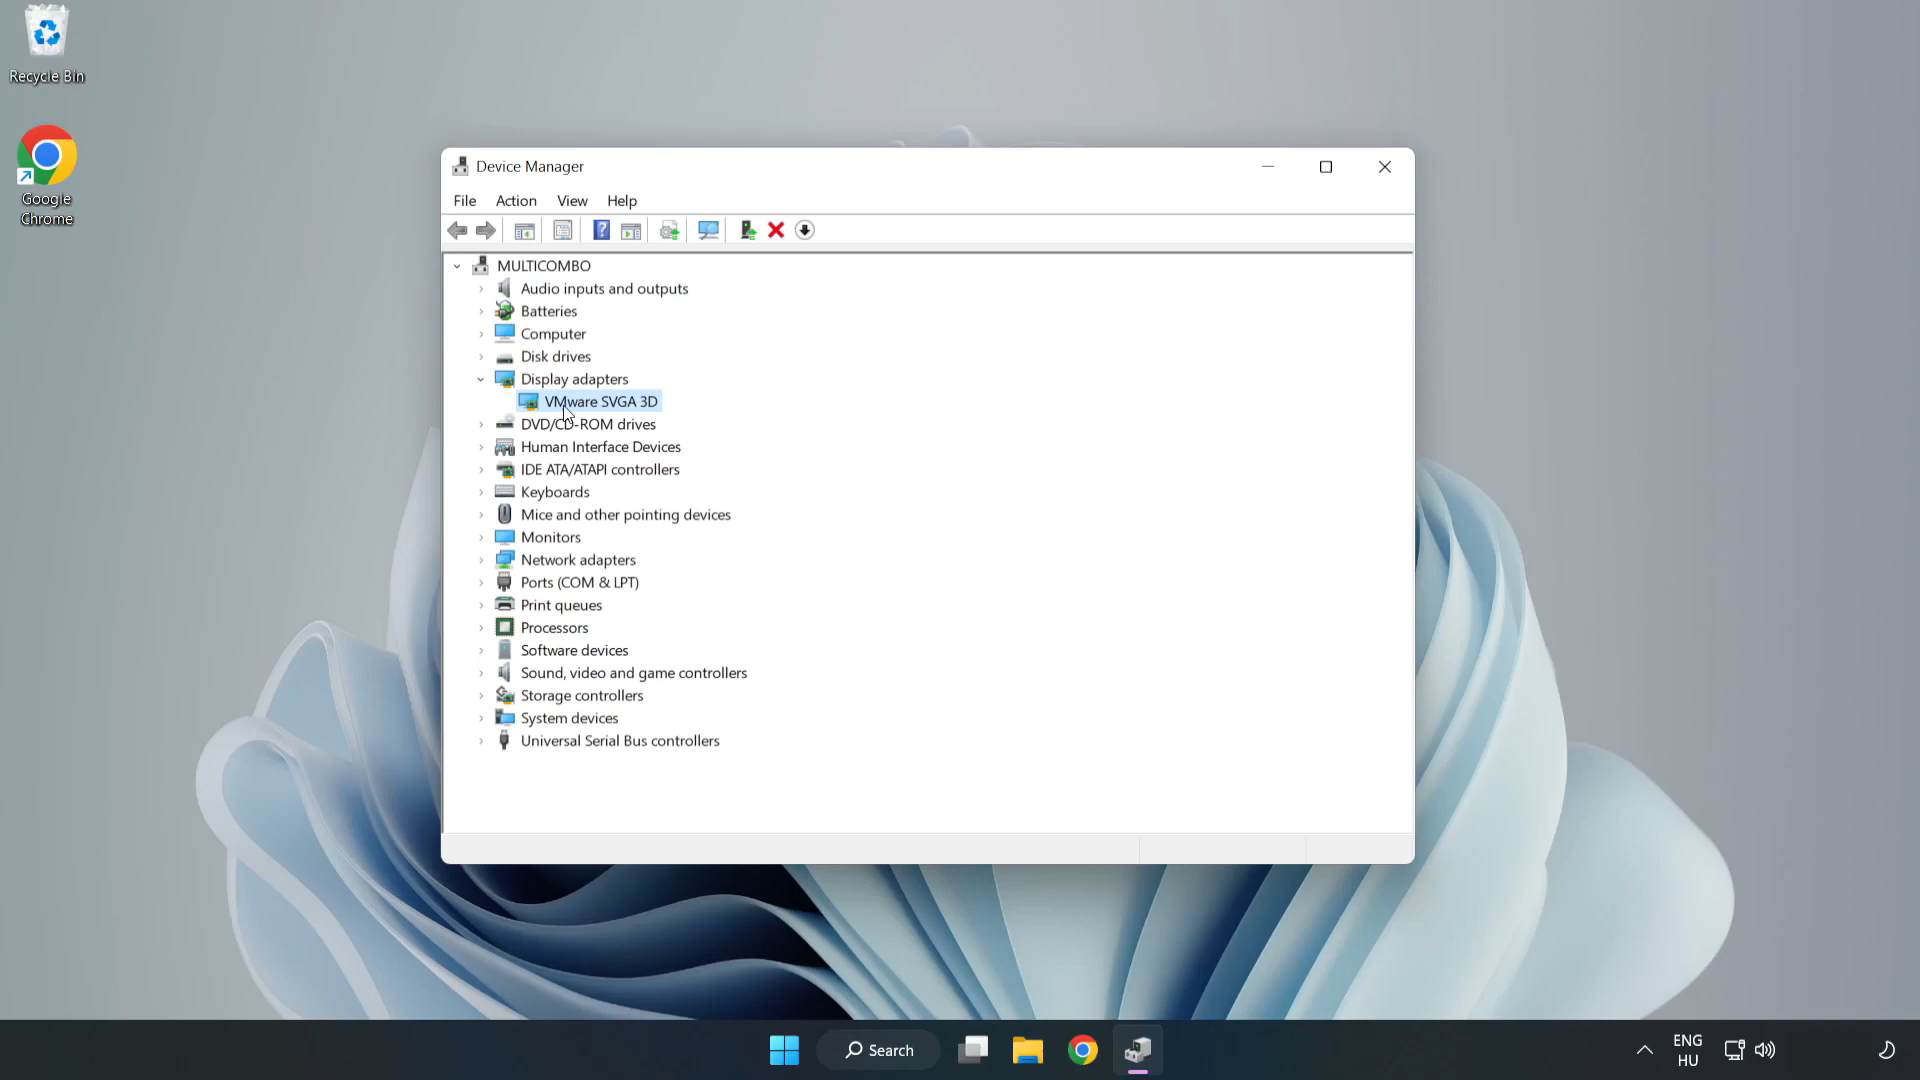 Recycle Bin
Google
Chrome
Device Manager
File Action View Help
MULTICOMBO
Audio inputs and outputs
Batteries
Computer
Disk drives
Display adapters
VMware SVGA 3D
DVD/CD-ROM drives
Human Interface Devices
IDE ATA/ATAPI controllers
Keyboards
Mice and other pointing devices
Monitors
Network adapters
Ports (COM & LPT)
Print queues
Processors
Software devices
Sound, video and game controllers
Storage controllers
System devices
Universal Serial Bus controllers
Search
ENG
HU